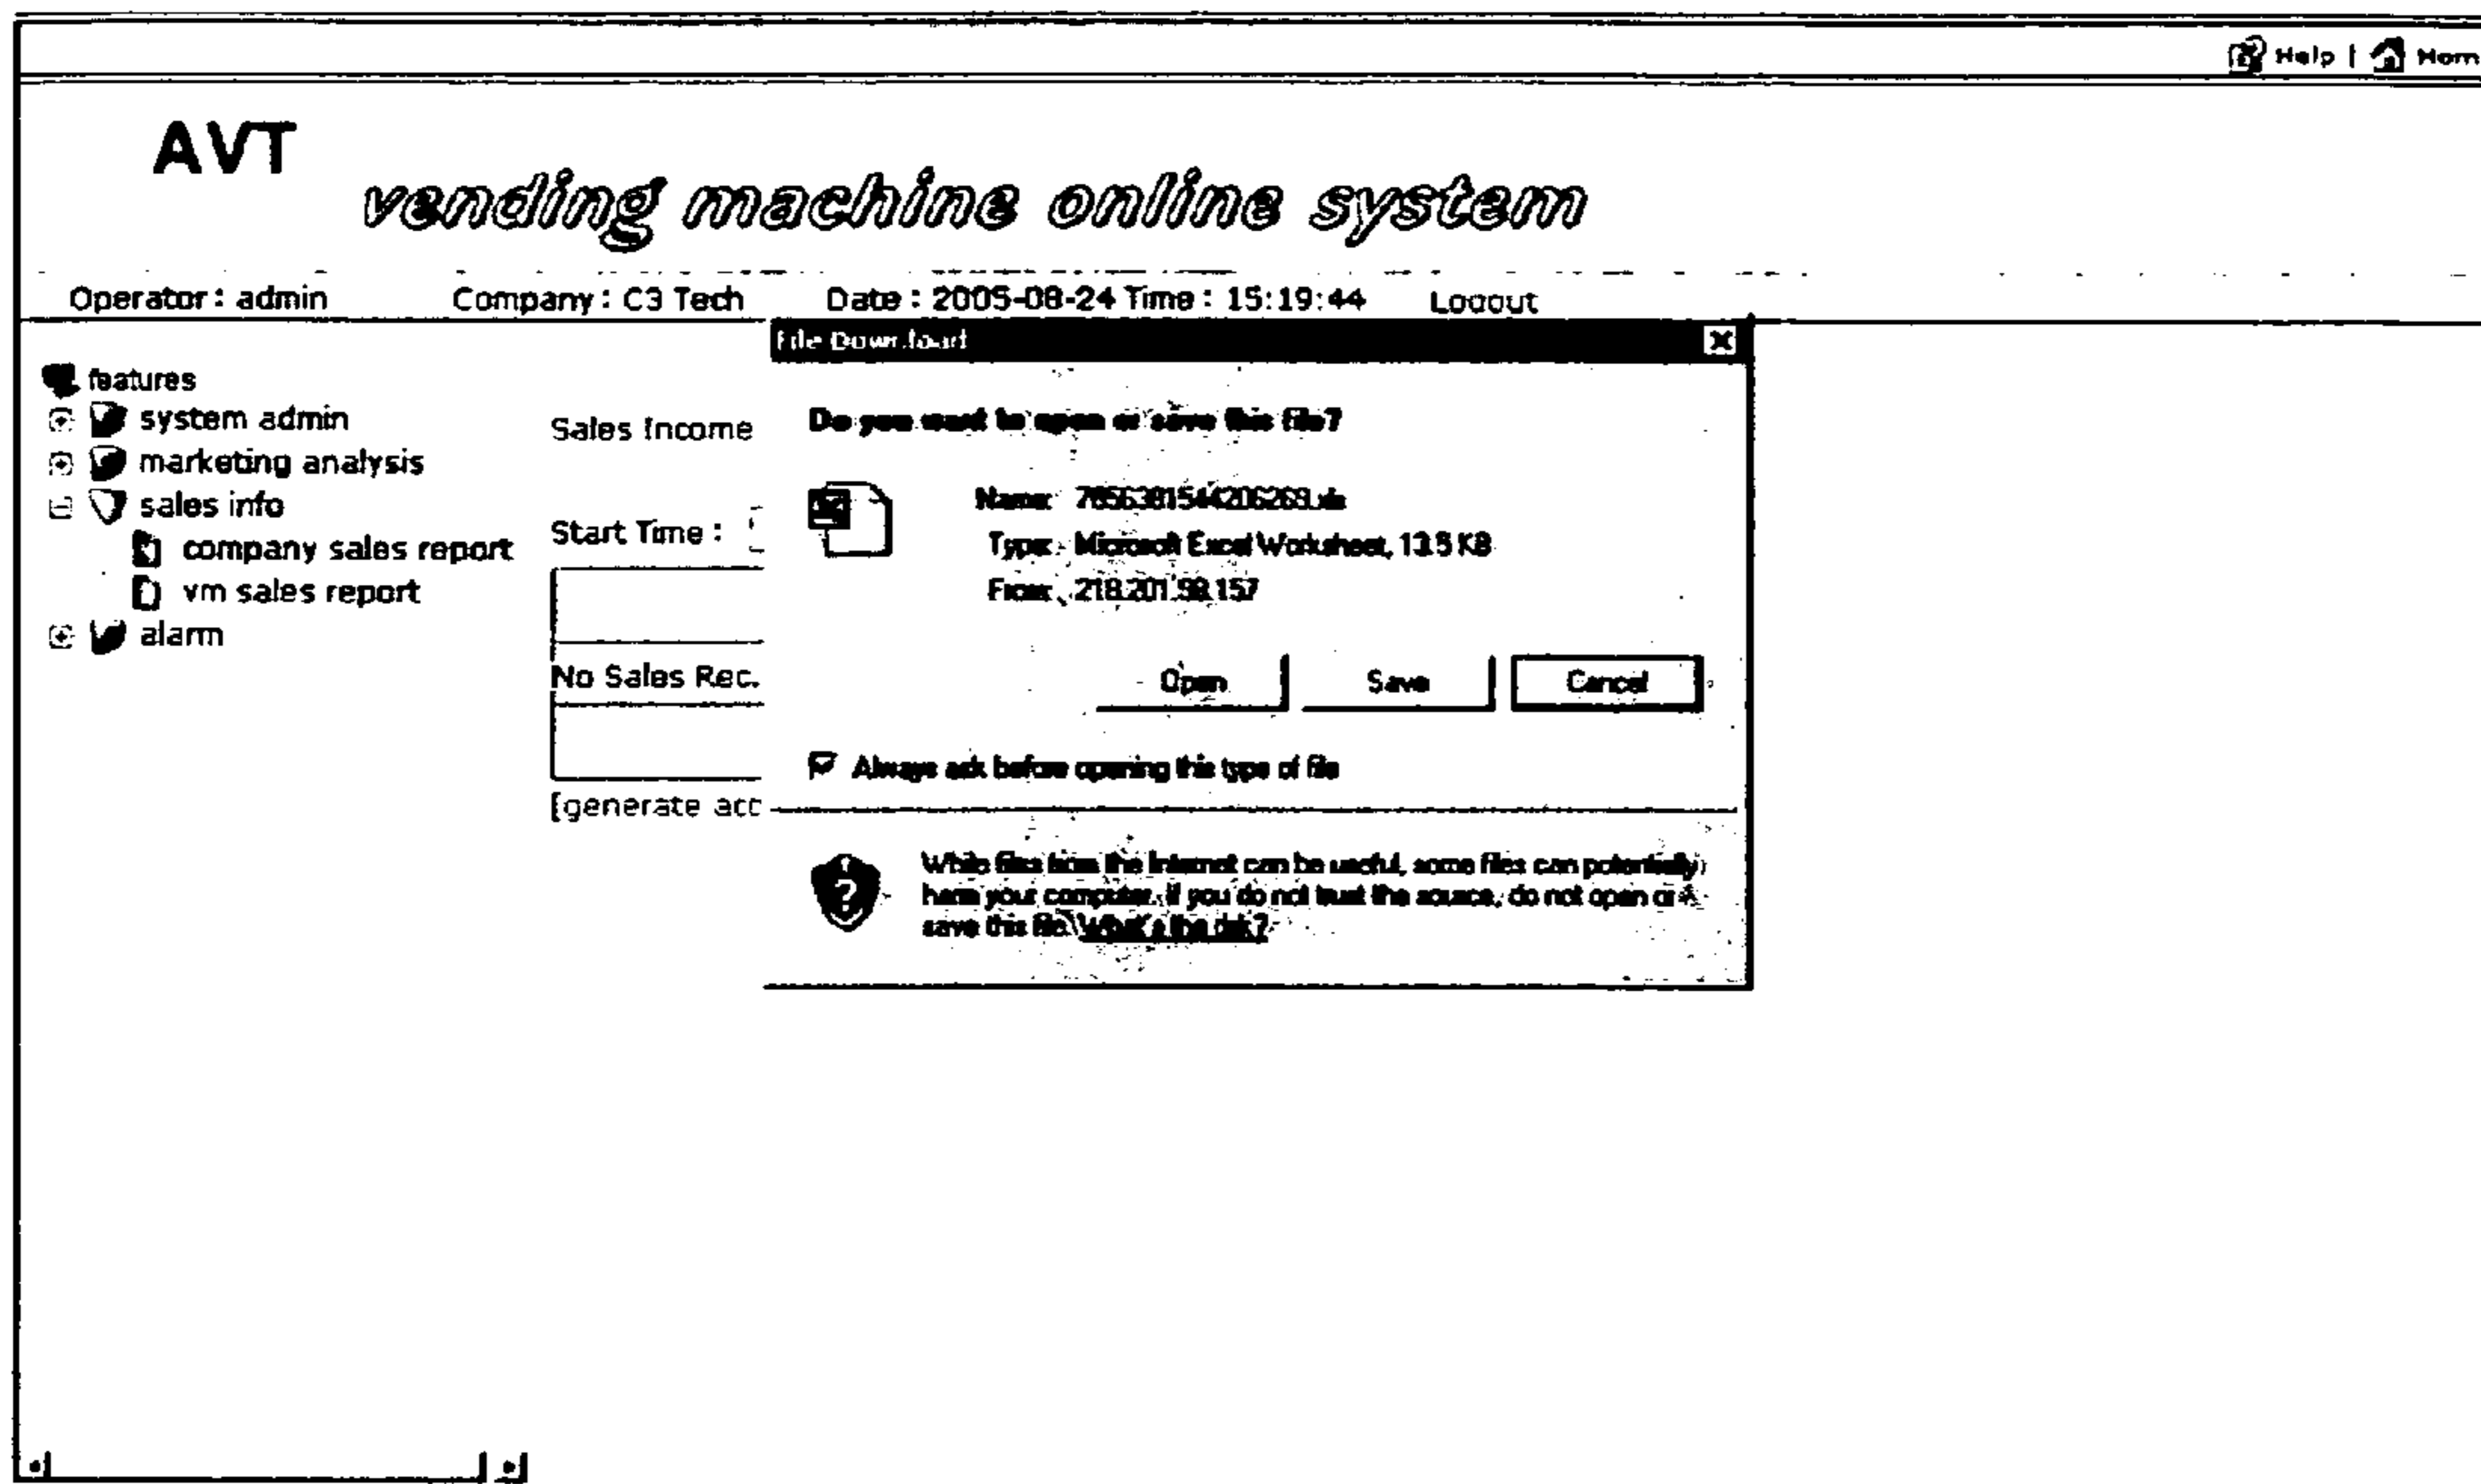 Help | Hom
AVT
vending machine online system
Operator : admin Company : C3 Tech Date : 2005-08-24 Time : 15:19:44 Logout
File Download
features
system admin
marketing analysis
sales info
company sales report
vm sales report
alarm
Sales Income
Start Time :
No Sales Rec.
[generate acc
Do you want to open or save this file?
Name:
Type: Microsoft Excel Worksheet, 13.5 KB
From:
Open Save Cancel
Always ask before opening this type of file
While files from the Internet can be useful, some files can potentially
harm your computer. If you do not trust the source, do not open or
save this file. What's the risk?